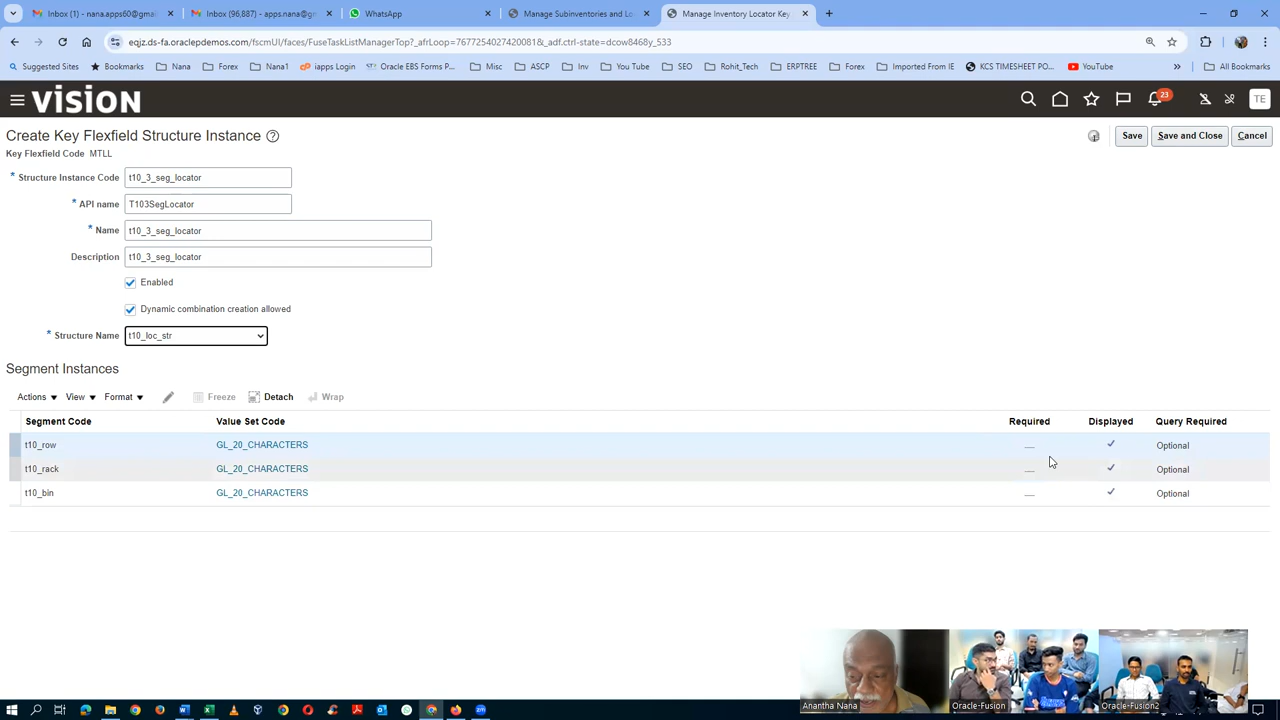 Inbox (1) - nana.apps60@gmail
Inbox (96,887) - apps.nana@gm
WhatsApp
Manage Subinventories and Lo
Manage Inventory Locator Key
eqjz.ds-fa.oraclepdemos.com/fscmUI/faces/FuseTaskListManagerTop?_afrLoop=7677254027420081&_adf.ctrl-state=dcow8468y_533
Suggested Sites
Bookmarks
Nana
Forex
Nana1
iapps Login
Oracle EBS Forms P...
Misc
ASCP
Inv
You Tube
SEO
Rohit_Tech
ERPTREE
Forex
Imported From IE
KCS TIMESHEET PO...
YouTube
All Bookmarks
VISION
23
TE
Create Key Flexfield Structure Instance
Save
Save and Close
Cancel
Key Flexfield Code MTLL
* Structure Instance Code t10_3_seg_locator
* API name T103SegLocator
* Name t10_3_seg_locator
Description t10_3_seg_locator
Enabled
Dynamic combination creation allowed
* Structure Name t10_loc_str
Segment Instances
Actions View Format Freeze Detach Wrap
Segment Code Value Set Code Required Displayed Query Required
t10_row GL_20_CHARACTERS Optional
t10_rack GL_20_CHARACTERS Optional
t10_bin GL_20_CHARACTERS Optional
Anantha Nana
Oracle-Fusion
Oracle-Fusion2